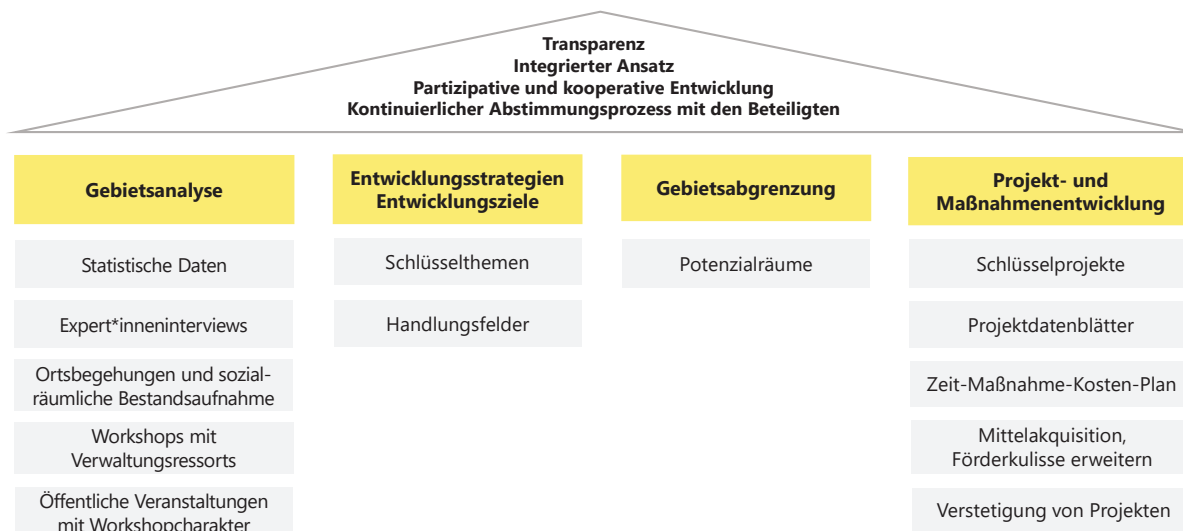 Transparenz
Integrierter Ansatz
Partizipative und kooperative Entwicklung
Kontinuierlicher Abstimmungsprozess mit den Beteiligten
Gebietsanalyse
Statistische Daten
Expert*inneninterviews
Ortsbegehungen und sozial-
räumliche Bestandsaufnahme
Workshops mit
Verwaltungsressorts
Öffentliche Veranstaltungen
mit Workshopcharakter
Entwicklungsstrategien
Entwicklungsziele
Schlüsselthemen
Handlungsfelder
Gebietsabgrenzung
Potenzialräume
Projekt- und
Maßnahmenentwicklung
Schlüsselprojekte
Projektdatenblätter
Zeit-Maßnahme-Kosten-Plan
Mittelakquisition,
Förderkulisse erweitern
Verstetigung von Projekten